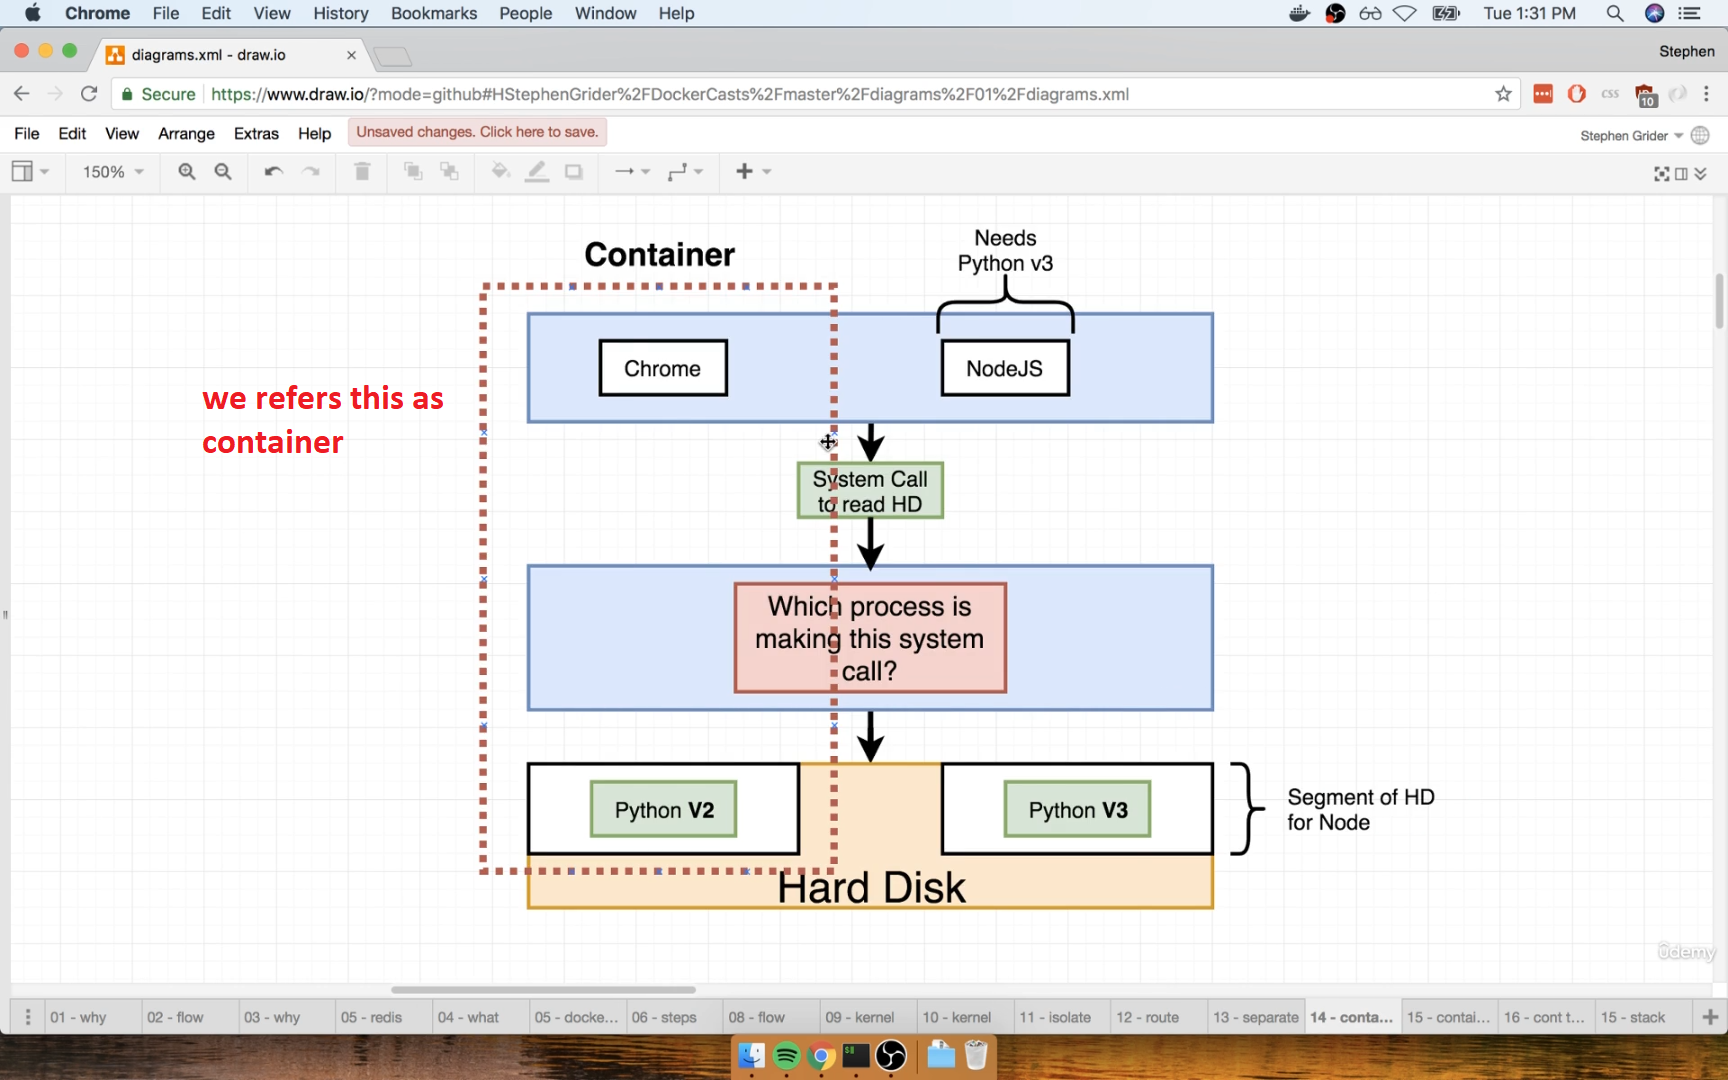 Chrome File Edit View History Bookmarks People Window Help Tue 1:31 PM
diagrams.xml - draw.io × Stephen
Secure https://www.draw.io/?mode=github#HStephenGrider%2FDockerCasts%2Fmaster%2Fdiagrams%2F01%2Fdiagrams.xml css 10
File Edit View Arrange Extras Help Unsaved changes. Click here to save. Stephen Grider
150%
Needs
Python v3
Container
Chrome NodeJS
we refers this as
container
System Call
to read HD
Which process is
making this system
call?
Python V2 Python V3
Segment of HD
for Node
Hard Disk
ûdemy
01 - why 02 - flow 03 - why 05 - redis 04 - what 05 - docke... 06 - steps 08 - flow 09 - kernel 10 - kernel 11 - isolate 12 - route 13 - separate 14 - conta... 15 - contai... 16 - cont t... 15 - stack